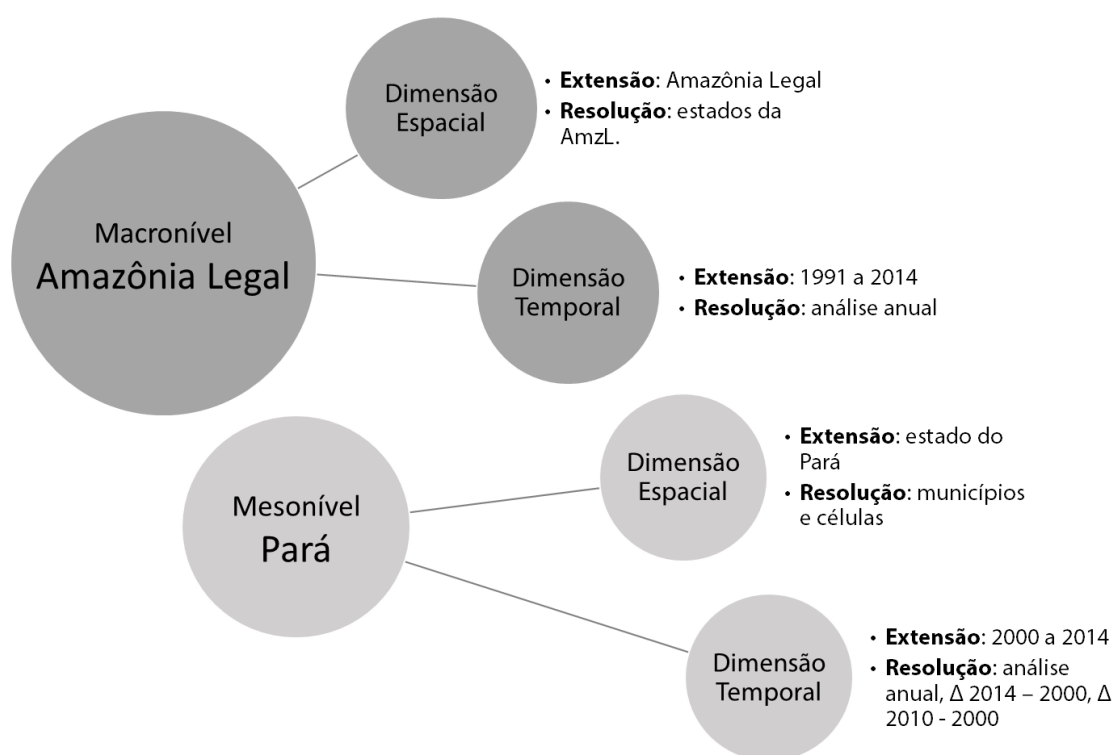 Dimensão
Espacial
• Extensão: Amazônia Legal
• Resolução: estados da
AmzL.
Macronível
Amazônia Legal
Dimensão
Temporal
• Extensão: 1991 a 2014
• Resolução: análise anual
Mesonível
Pará
Dimensão
Espacial
• Extensão: estado do
Pará
• Resolução: municípios
e células
Dimensão
Temporal
• Extensão: 2000 a 2014
• Resolução: análise
anual, Δ 2014 – 2000, Δ
2010 - 2000